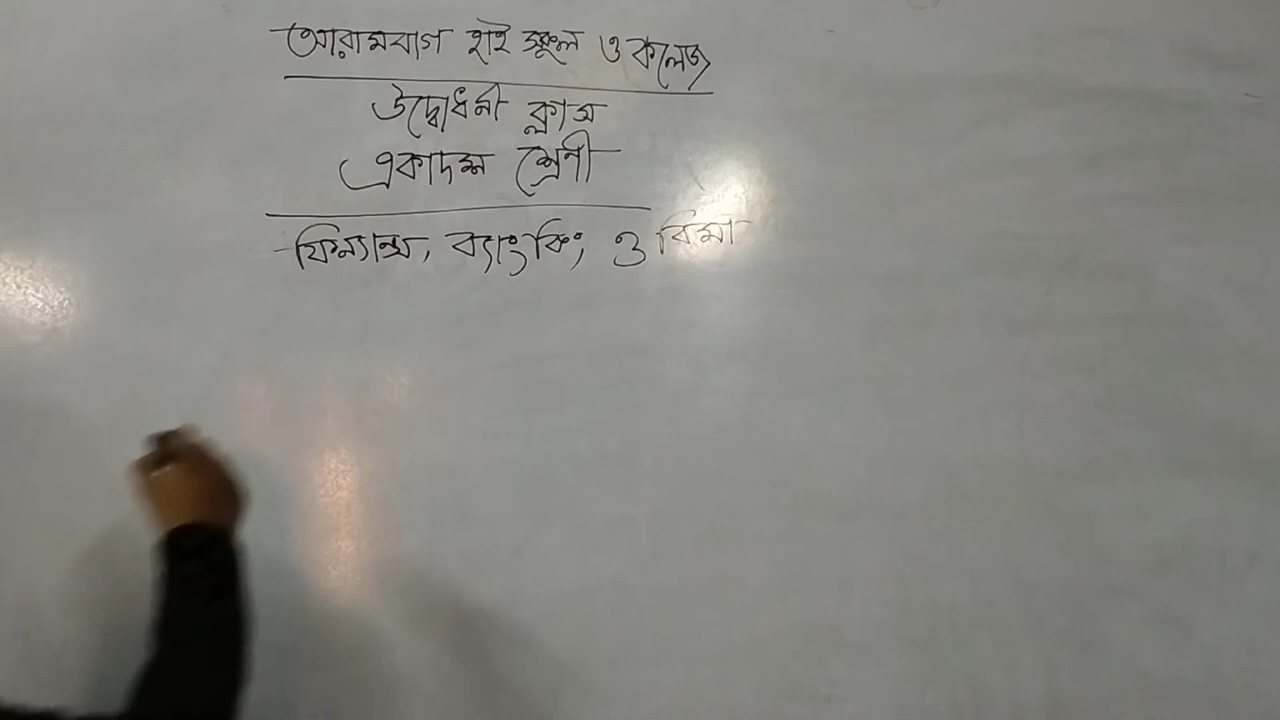 আরামবাগ হাই স্কুল ও কলেজ
উদ্বোধনী ক্লাস
একাদশ শ্রেণী
ফিন্যান্স, ব্যাংকিং ও বিমা